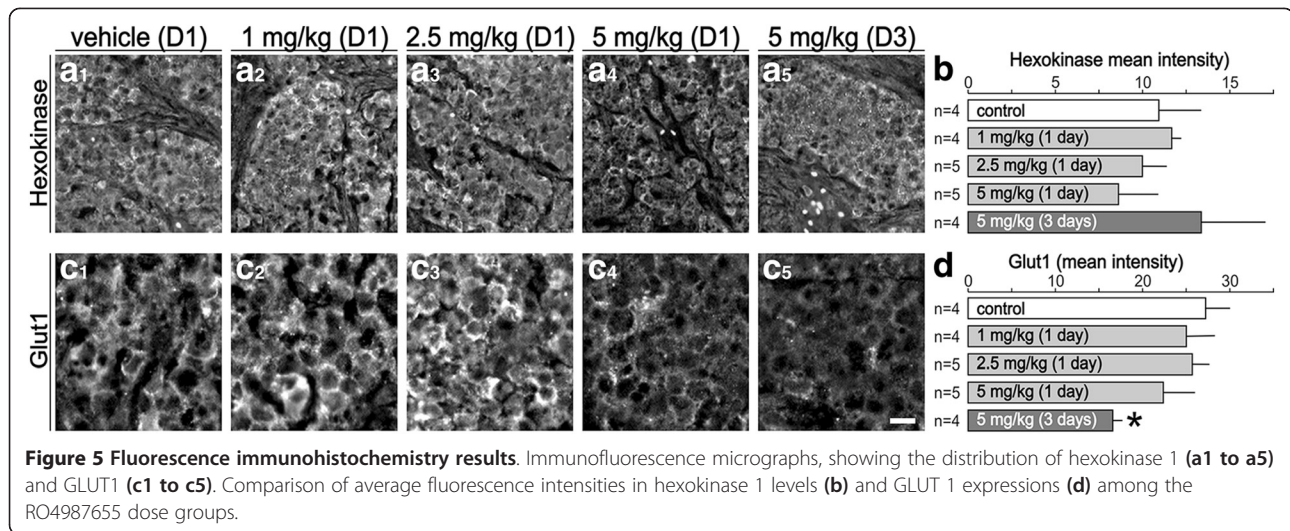 vehicle (D1) 1 mg/kg (D1) 2.5 mg/kg (D1) 5 mg/kg (D1) 5 mg/kg (D3)
Hexokinase
a1 a2 a3 a4 a5
b
Hexokinase mean intensity)
0 5 10 15
n=4 control
n=4 1 mg/kg (1 day)
n=5 2.5 mg/kg (1 day)
n=5 5 mg/kg (1 day)
n=4 5 mg/kg (3 days)
Glut1
c1 c2 c3 c4 c5
d
Glut1 (mean intensity)
0 10 20 30
n=4 control
n=4 1 mg/kg (1 day)
n=5 2.5 mg/kg (1 day)
n=5 5 mg/kg (1 day)
n=4 5 mg/kg (3 days) *
Figure 5 Fluorescence immunohistochemistry results. Immunofluorescence micrographs, showing the distribution of hexokinase 1 (a1 to a5)
and GLUT1 (c1 to c5). Comparison of average fluorescence intensities in hexokinase 1 levels (b) and GLUT 1 expressions (d) among the
RO4987655 dose groups.